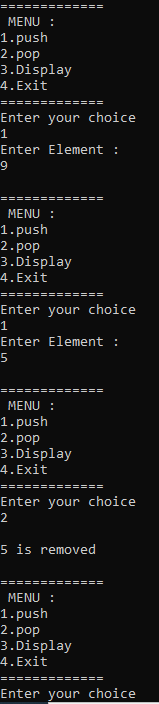 =============
 MENU :
1.push
2.pop
3.Display
4.Exit
=============
Enter your choice
1
Enter Element :
9
=============
 MENU :
1.push
2.pop
3.Display
4.Exit
=============
Enter your choice
1
Enter Element :
5
=============
 MENU :
1.push
2.pop
3.Display
4.Exit
=============
Enter your choice
2
5 is removed
=============
 MENU :
1.push
2.pop
3.Display
4.Exit
=============
Enter your choice